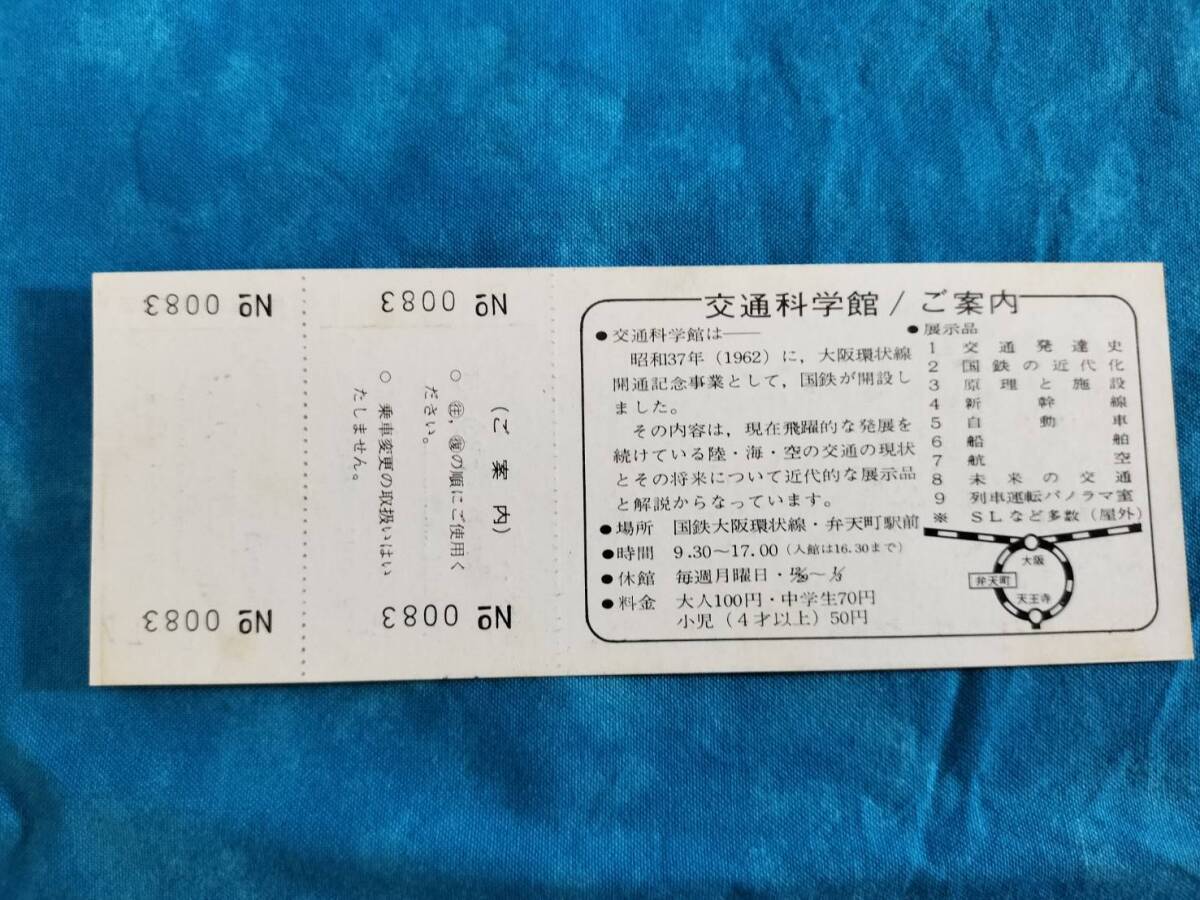 № 0083
№ 0083
№ 0083
№ 0083
(ご案内)
○ 往,復の順にご使用く
ださい。
○ 乗車変更の取扱いはい
たしません。
交通科学館/ご案内
●交通科学館は――
昭和37年(1962)に,大阪環状線
開通記念事業として,国鉄が開設し
ました。
その内容は,現在飛躍的な発展を
続けている陸・海・空の交通の現状
とその将来について近代的な展示品
と解説からなっています。
●場所 国鉄大阪環状線・弁天町駅前
●時間 9.30〜17.00(入館は16.30まで)
●休館 毎週月曜日・12/29〜1/3
●料金 大人100円・中学生70円
小児(4才以上)50円
●展示品
1 交通発達史
2 国鉄の近代化
3 原理と施設
4 新幹線
5 自動車
6 船舶
7 航空
8 未来の交通
9 列車運転パノラマ室
※ SLなど多数(屋外)
大阪
弁天町
天王寺